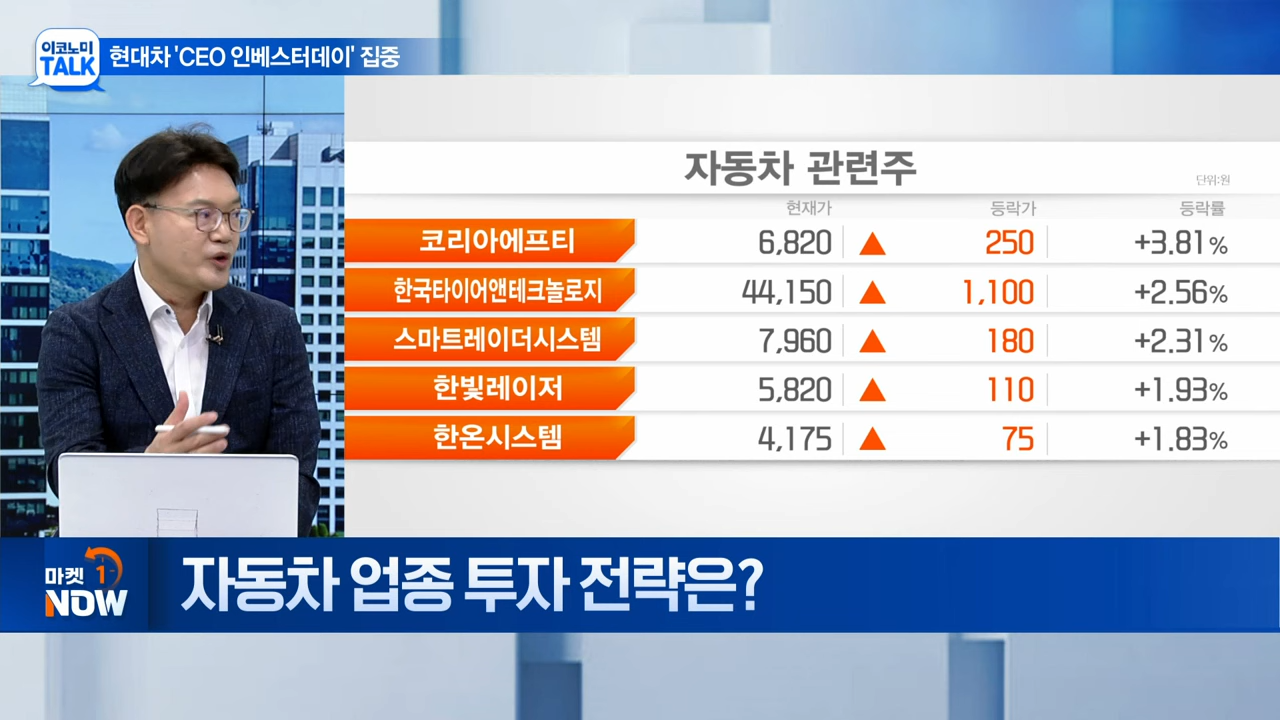 이코노미
TALK
현대차 'CEO 인베스터데이' 집중
자동차 관련주
단위:원
현재가 등락가 등락률
코리아에프티 6,820 ▲ 250 +3.81%
한국타이어앤테크놀로지 44,150 ▲ 1,100 +2.56%
스마트레이더시스템 7,960 ▲ 180 +2.31%
한빛레이저 5,820 ▲ 110 +1.93%
한온시스템 4,175 ▲ 75 +1.83%
마켓 1
NOW
자동차 업종 투자 전략은?